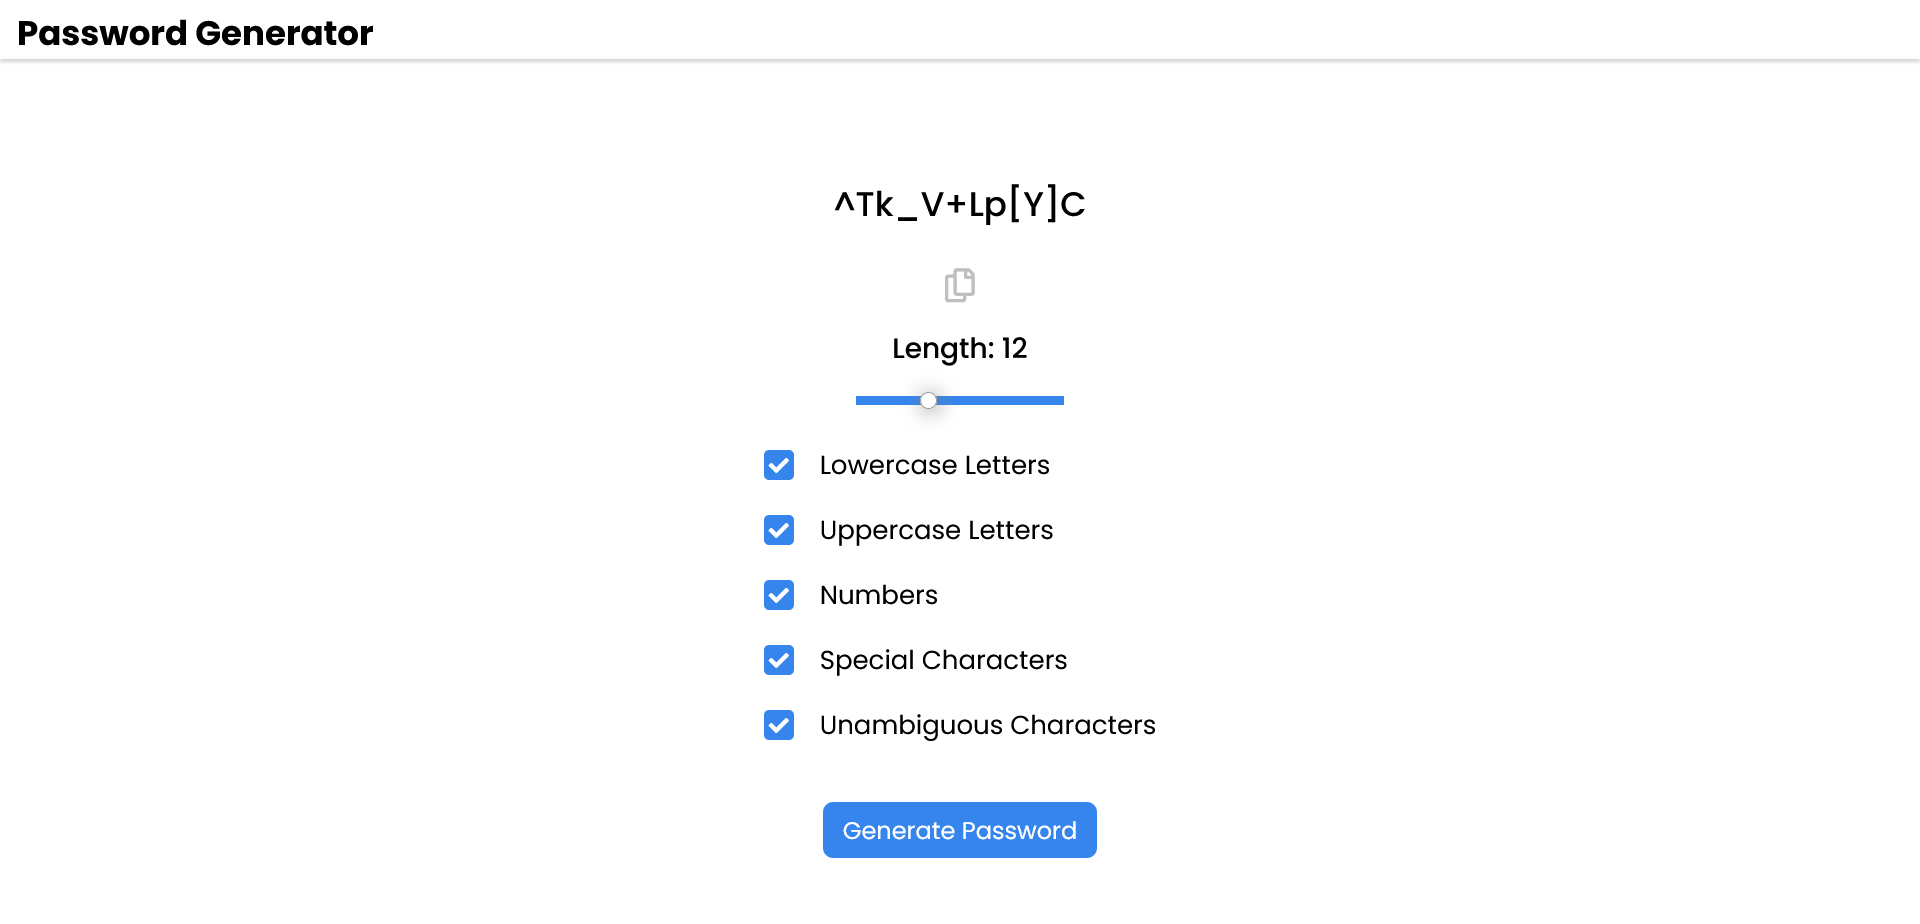 Password Generator
^Tk_V+Lp[Y]C
Length: 12
Lowercase Letters
Uppercase Letters
Numbers
Special Characters
Unambiguous Characters
Generate Password